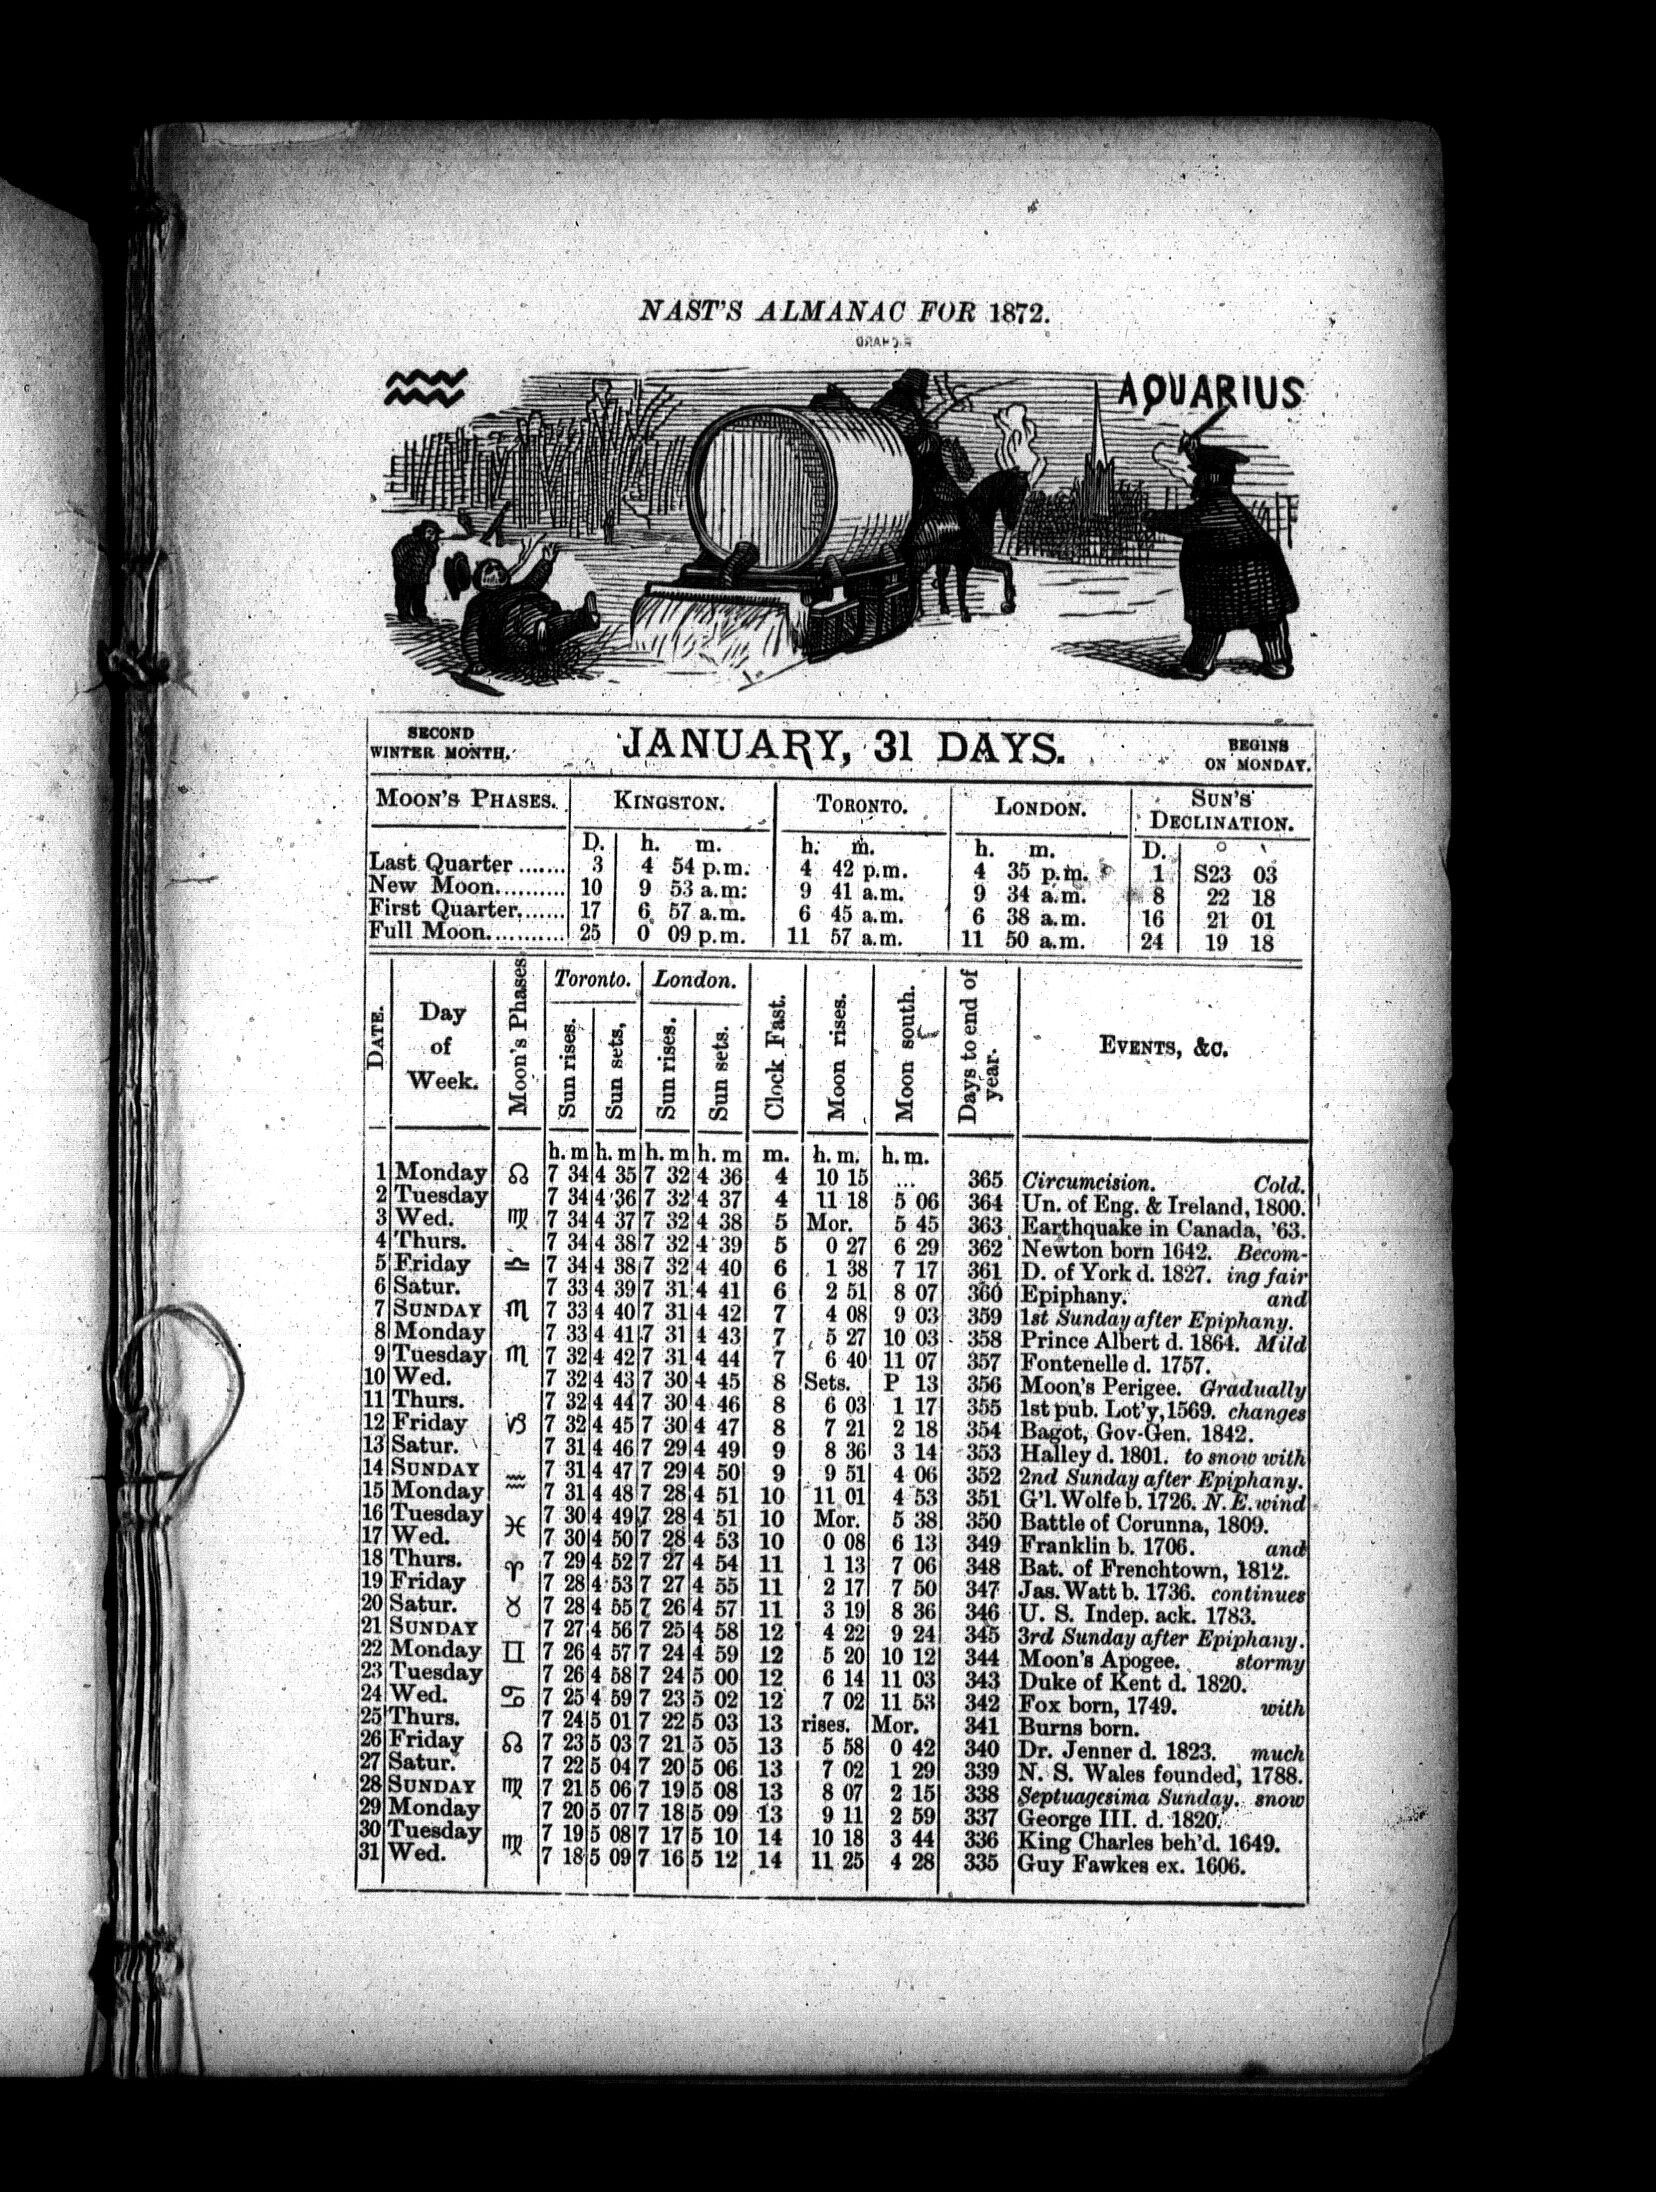 NAST'S ALMANAC FOR 1872.
AQUARIUS
SECOND WINTER MONTH. JANUARY, 31 DAYS. BEGINS ON MONDAY.
MOON'S PHASES. KINGSTON. TORONTO. LONDON. SUN'S DECLINATION.
D. h. m. h. m. h. m. D. ° '
Last Quarter ....... 3 4 54 p.m. 4 42 p.m. 4 35 p.m. 1 S23 03
New Moon.......... 10 9 53 a.m. 9 41 a.m. 9 34 a.m. 8 22 18
First Quarter....... 17 6 57 a.m. 6 45 a.m. 6 38 a.m. 16 21 01
Full Moon........... 25 0 09 p.m. 11 57 a.m. 11 50 a.m. 24 19 18
DATE. Day of Week. Moon's Phases. Toronto. Sun rises. Sun sets, London. Sun rises. Sun sets. Clock Fast. Moon rises. Moon south. Days to end of year. EVENTS, &C.
h. m h. m h. m h. m m. h. m. h. m.
1 Monday ☊ 7 34 4 35 7 32 4 36 4 10 15 ... 365 Circumcision. Cold.
2 Tuesday 7 34 4 36 7 32 4 37 4 11 18 5 06 364 Un. of Eng. & Ireland, 1800.
3 Wed. ♍ 7 34 4 37 7 32 4 38 5 Mor. 5 45 363 Earthquake in Canada, '63.
4 Thurs. 7 34 4 38 7 32 4 39 5 0 27 6 29 362 Newton born 1642. Becom-
5 Friday ♎ 7 34 4 38 7 32 4 40 6 1 38 7 17 361 D. of York d. 1827. ing fair
6 Satur. 7 33 4 39 7 31 4 41 6 2 51 8 07 360 Epiphany. and
7 SUNDAY ♏ 7 33 4 40 7 31 4 42 7 4 08 9 03 359 1st Sunday after Epiphany.
8 Monday 7 33 4 41 7 31 4 43 7 5 27 10 03 358 Prince Albert d. 1864. Mild
9 Tuesday ♏ 7 32 4 42 7 31 4 44 7 6 40 11 07 357 Fontenelle d. 1757.
10 Wed. 7 32 4 43 7 30 4 45 8 Sets. P 13 356 Moon's Perigee. Gradually
11 Thurs. 7 32 4 44 7 30 4 46 8 6 03 1 17 355 1st pub. Lot'y, 1569. changes
12 Friday ♑ 7 32 4 45 7 30 4 47 8 7 21 2 18 354 Bagot, Gov-Gen. 1842.
13 Satur. 7 31 4 46 7 29 4 49 9 8 36 3 14 353 Halley d. 1801. to snow with
14 SUNDAY ♒ 7 31 4 47 7 29 4 50 9 9 51 4 06 352 2nd Sunday after Epiphany.
15 Monday 7 31 4 48 7 28 4 51 10 11 01 4 53 351 G'l. Wolfe b. 1726. N. E. wind
16 Tuesday ♓ 7 30 4 49 7 28 4 51 10 Mor. 5 38 350 Battle of Corunna, 1809.
17 Wed. 7 30 4 50 7 28 4 53 10 0 08 6 13 349 Franklin b. 1706. and
18 Thurs. ♈ 7 29 4 52 7 27 4 54 11 1 13 7 06 348 Bat. of Frenchtown, 1812.
19 Friday 7 28 4 53 7 27 4 55 11 2 17 7 50 347 Jas. Watt b. 1736. continues
20 Satur. ♉ 7 28 4 55 7 26 4 57 11 3 19 8 36 346 U. S. Indep. ack. 1783.
21 SUNDAY 7 27 4 56 7 25 4 58 12 4 22 9 24 345 3rd Sunday after Epiphany.
22 Monday ♊ 7 26 4 57 7 24 4 59 12 5 20 10 12 344 Moon's Apogee. stormy
23 Tuesday 7 26 4 58 7 24 5 00 12 6 14 11 03 343 Duke of Kent d. 1820.
24 Wed. ♋ 7 25 4 59 7 23 5 02 12 7 02 11 53 342 Fox born, 1749. with
25 Thurs. 7 24 5 01 7 22 5 03 13 rises. Mor. 341 Burns born.
26 Friday ☊ 7 23 5 03 7 21 5 05 13 5 58 0 42 340 Dr. Jenner d. 1823. much
27 Satur. 7 22 5 04 7 20 5 06 13 7 02 1 29 339 N. S. Wales founded, 1788.
28 SUNDAY ♍ 7 21 5 06 7 19 5 08 13 8 07 2 15 338 Septuagesima Sunday. snow
29 Monday 7 20 5 07 7 18 5 09 13 9 11 2 59 337 George III. d. 1820.
30 Tuesday ♍ 7 19 5 08 7 17 5 10 14 10 18 3 44 336 King Charles beh'd. 1649.
31 Wed. 7 18 5 09 7 16 5 12 14 11 25 4 28 335 Guy Fawkes ex. 1606.